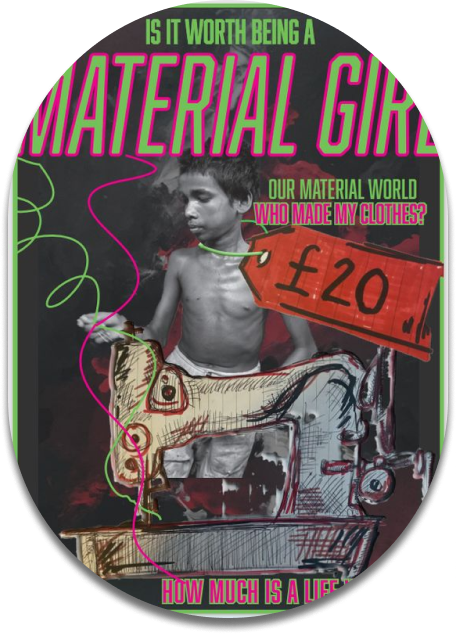 IS IT WORTH BEING A
MATERIAL GIRL
OUR MATERIAL WORLD
WHO MADE MY CLOTHES?
£20
HOW MUCH IS A LIFE